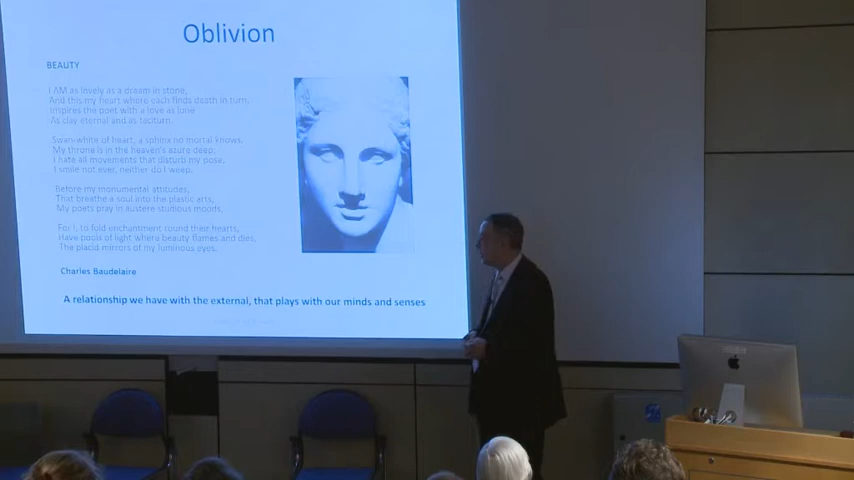 Oblivion
BEAUTY
I AM as lovely as a dream in stone,
And this my heart where each finds death in turn,
Inspires the poet with a love as lone
As clay eternal and as taciturn.
Swan-white of heart, a sphinx no mortal knows,
My throne is in the heaven's azure deep;
I hate all movements that disturb my pose,
I smile not ever, neither do I weep.
Before my monumental attitudes,
That breathe a soul into the plastic arts,
My poets pray in austere studious moods,
For I, to fold enchantment round their hearts,
Have pools of light where beauty flames and dies,
The placid mirrors of my luminous eyes.
Charles Baudelaire
A relationship we have with the external, that plays with our minds and senses